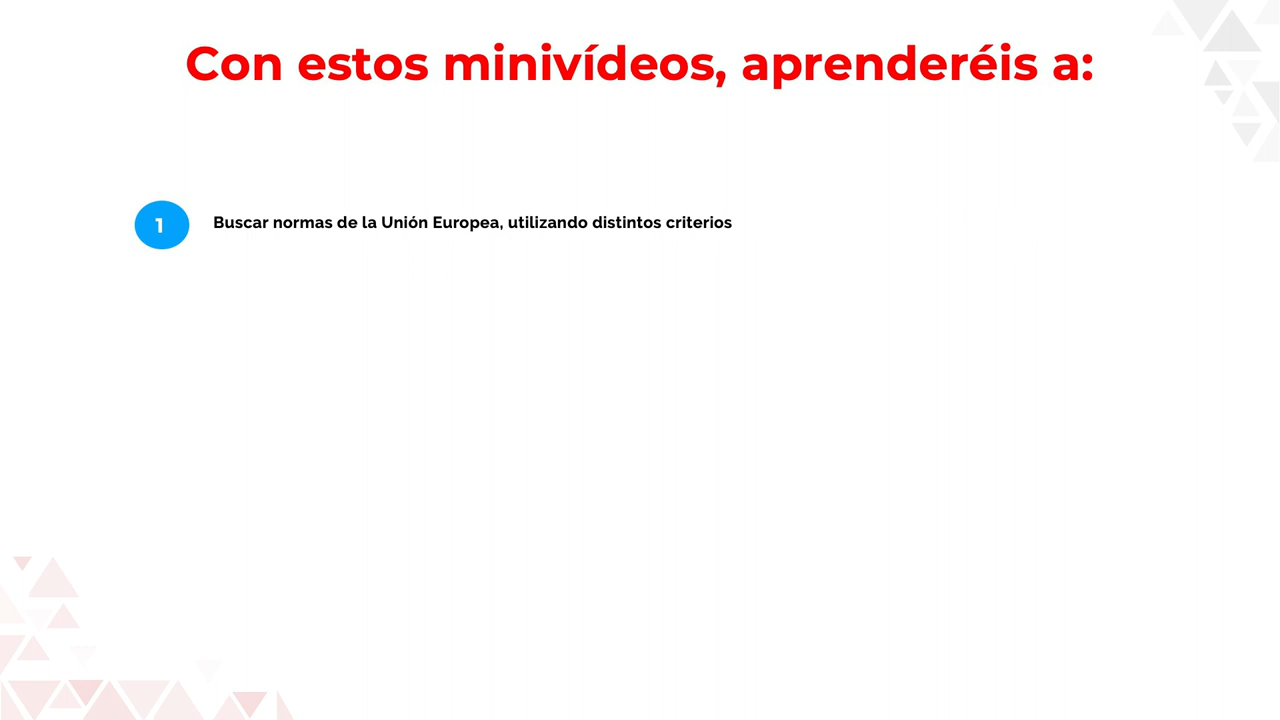 Con estos minivídeos, aprenderéis a:
1 Buscar normas de la Unión Europea, utilizando distintos criterios